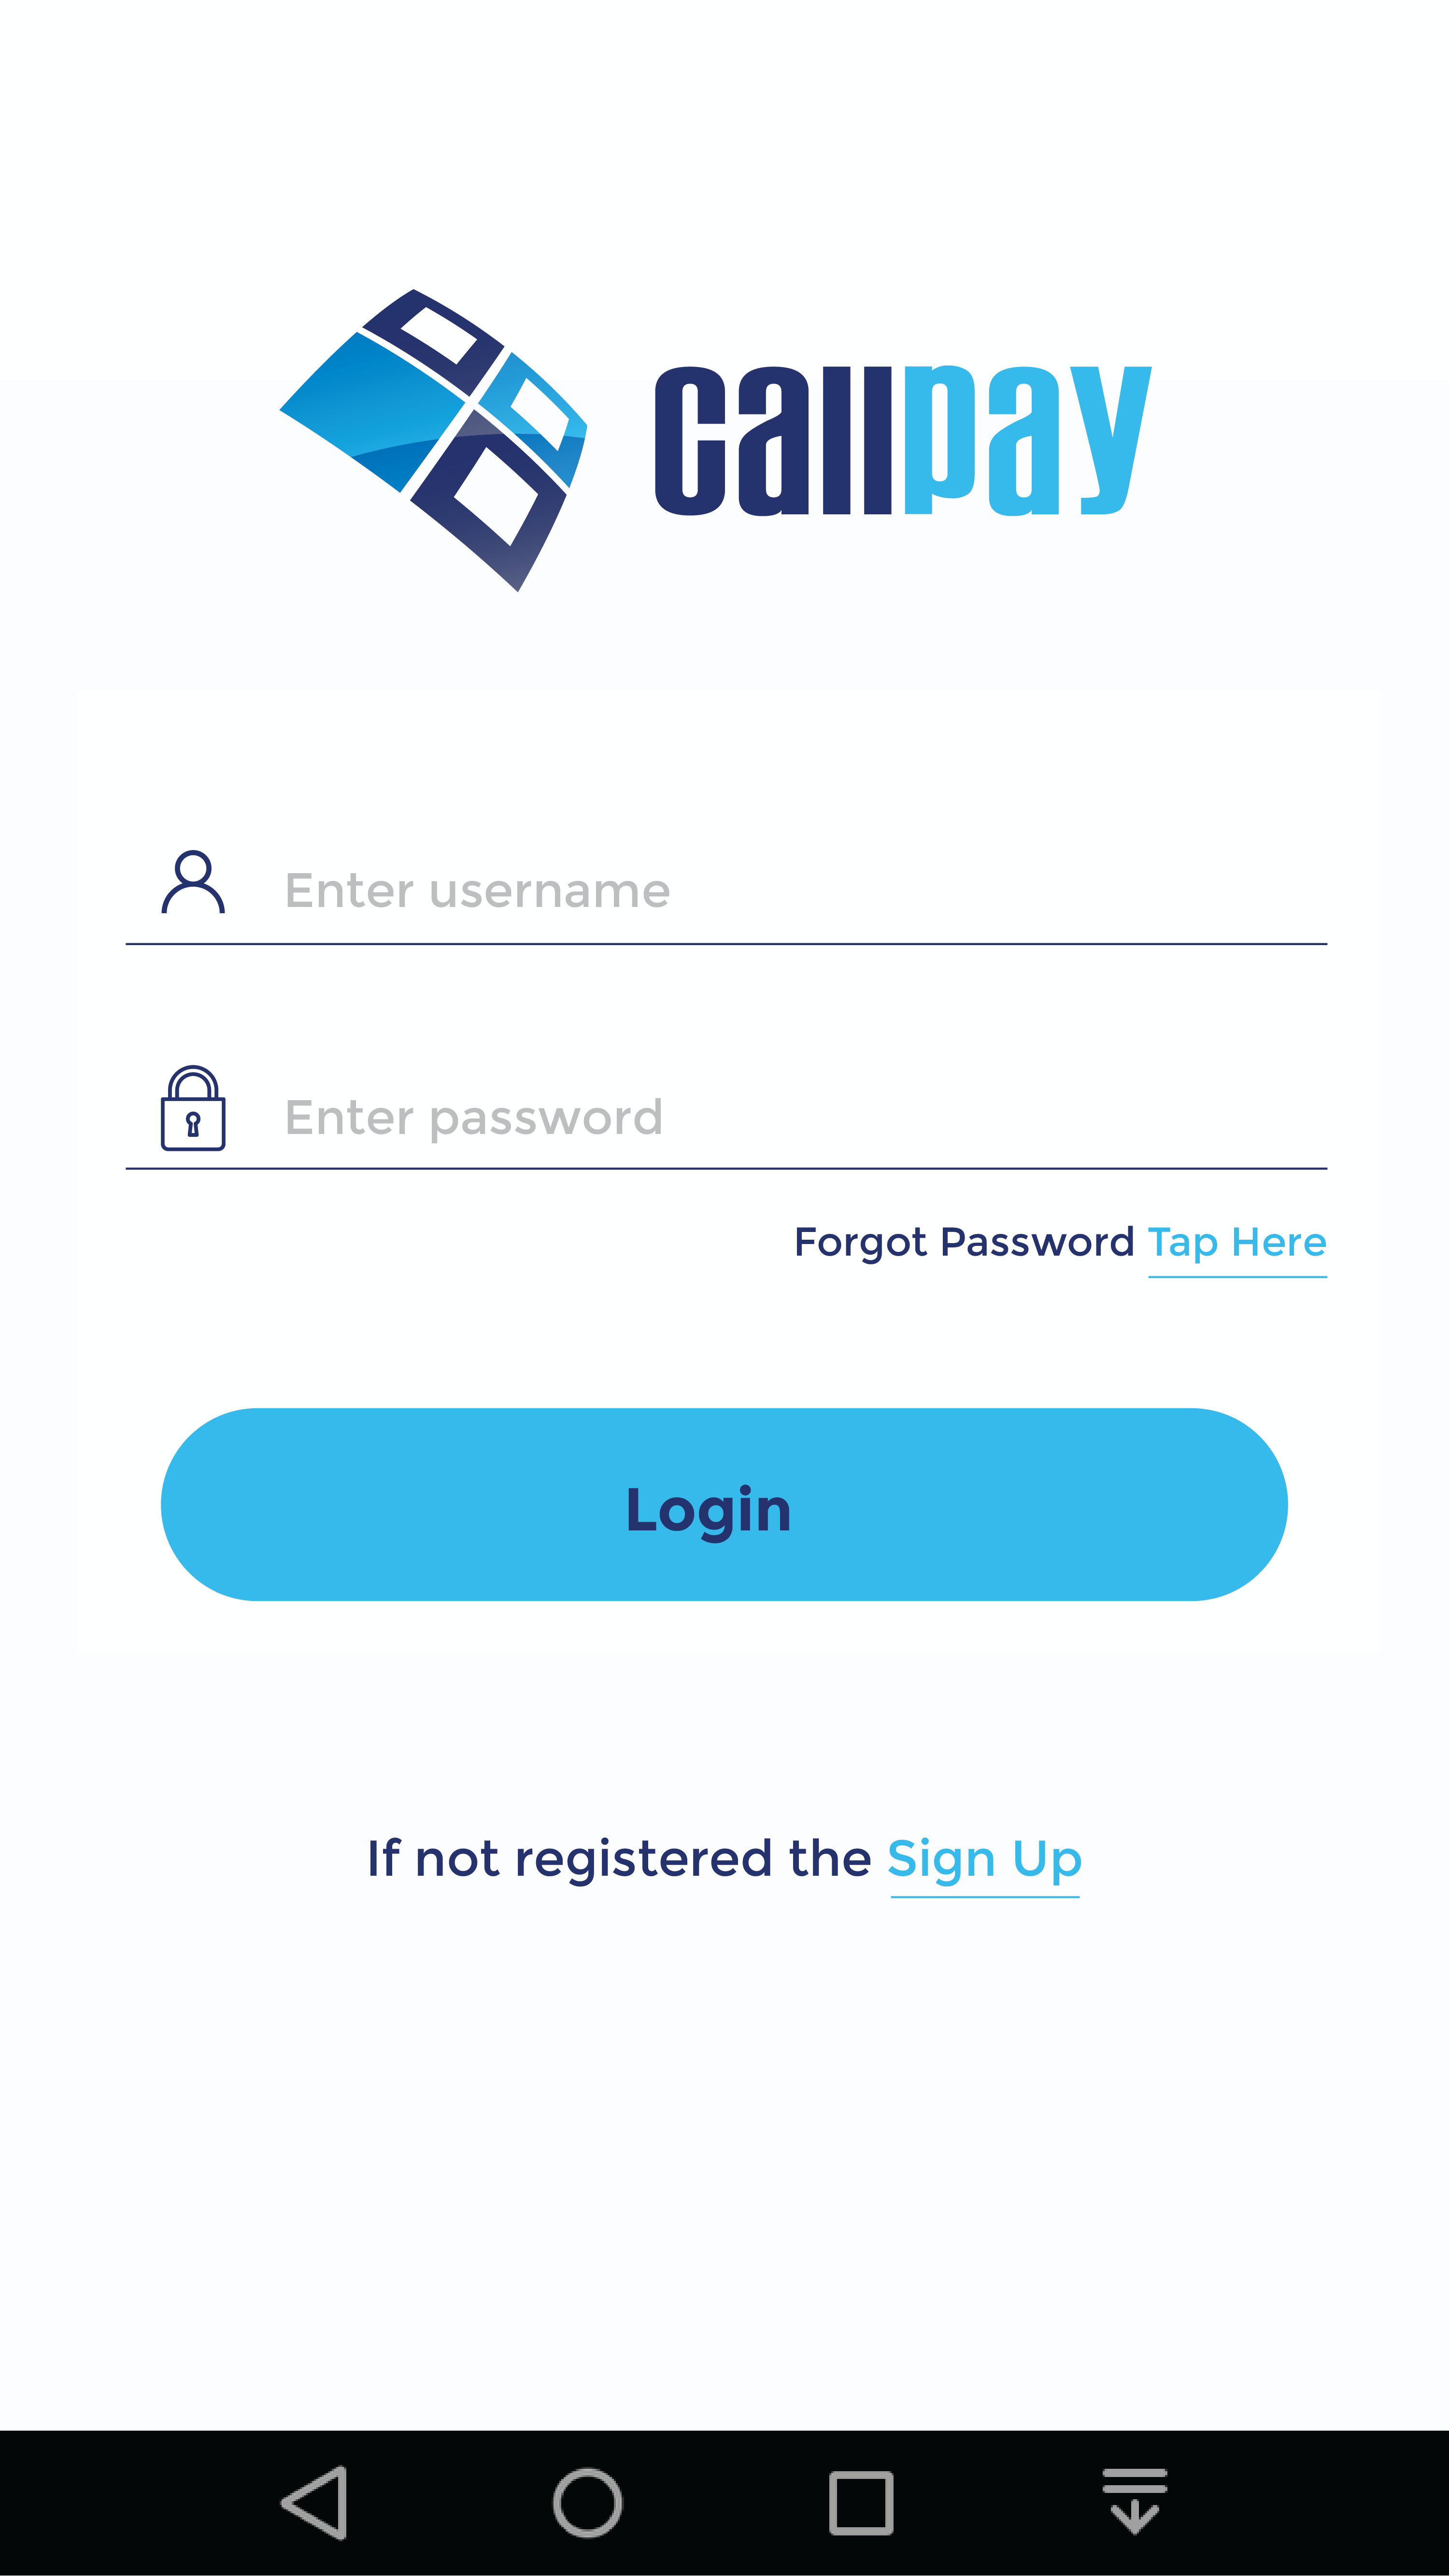 callpay
Enter username
Enter password
Forgot Password Tap Here
Login
If not registered the Sign Up